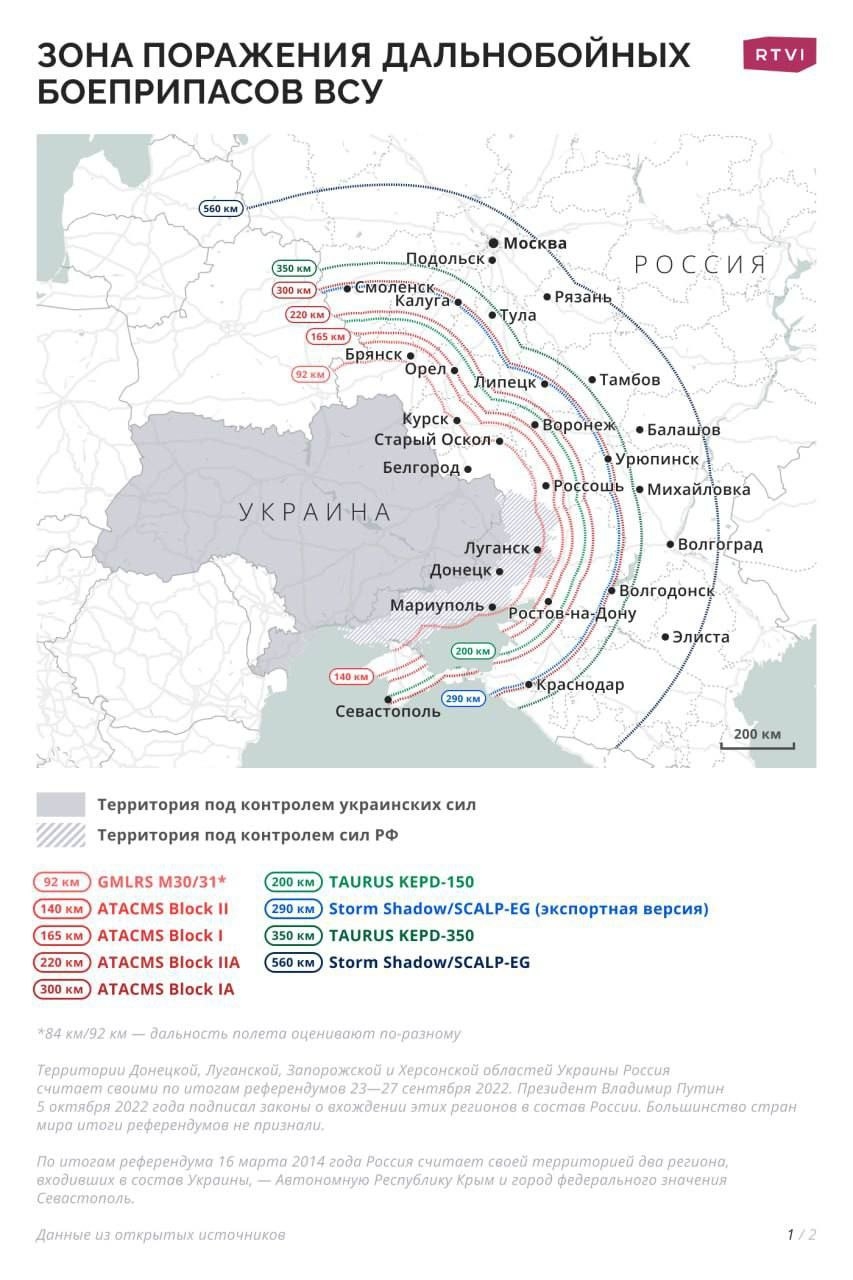 ЗОНА ПОРАЖЕНИЯ ДАЛЬНОБОЙНЫХ
БОЕПРИПАСОВ ВСУ
RTVI
560 км
Москва
Подольск
РОССИЯ
350 км
300 км
Смоленск
Калуга
Рязань
220 км
Тула
165 км
Брянск
92 км
Орел
Липецк
Тамбов
Курск
Воронеж
Балашов
Старый Оскол
Урюпинск
Белгород
Россошь
Михайловка
УКРАИНА
Луганск
Волгоград
Донецк
Волгодонск
Мариуполь
Ростов-на-Дону
Элиста
200 км
140 км
Краснодар
290 км
Севастополь
200 км
Территория под контролем украинских сил
Территория под контролем сил РФ
92 км GMLRS M30/31*
140 км ATACMS Block II
165 км ATACMS Block I
220 км ATACMS Block IIA
300 км ATACMS Block IA
200 км TAURUS KEPD-150
290 км Storm Shadow/SCALP-EG (экспортная версия)
350 км TAURUS KEPD-350
560 км Storm Shadow/SCALP-EG
*84 км/92 км — дальность полета оценивают по-разному
Территории Донецкой, Луганской, Запорожской и Херсонской областей Украины Россия
считает своими по итогам референдумов 23—27 сентября 2022. Президент Владимир Путин
5 октября 2022 года подписал законы о вхождении этих регионов в состав России. Большинство стран
мира итоги референдумов не признали.
По итогам референдума 16 марта 2014 года Россия считает своей территорией два региона,
входивших в состав Украины, — Автономную Республику Крым и город федерального значения
Севастополь.
Данные из открытых источников
1 / 2